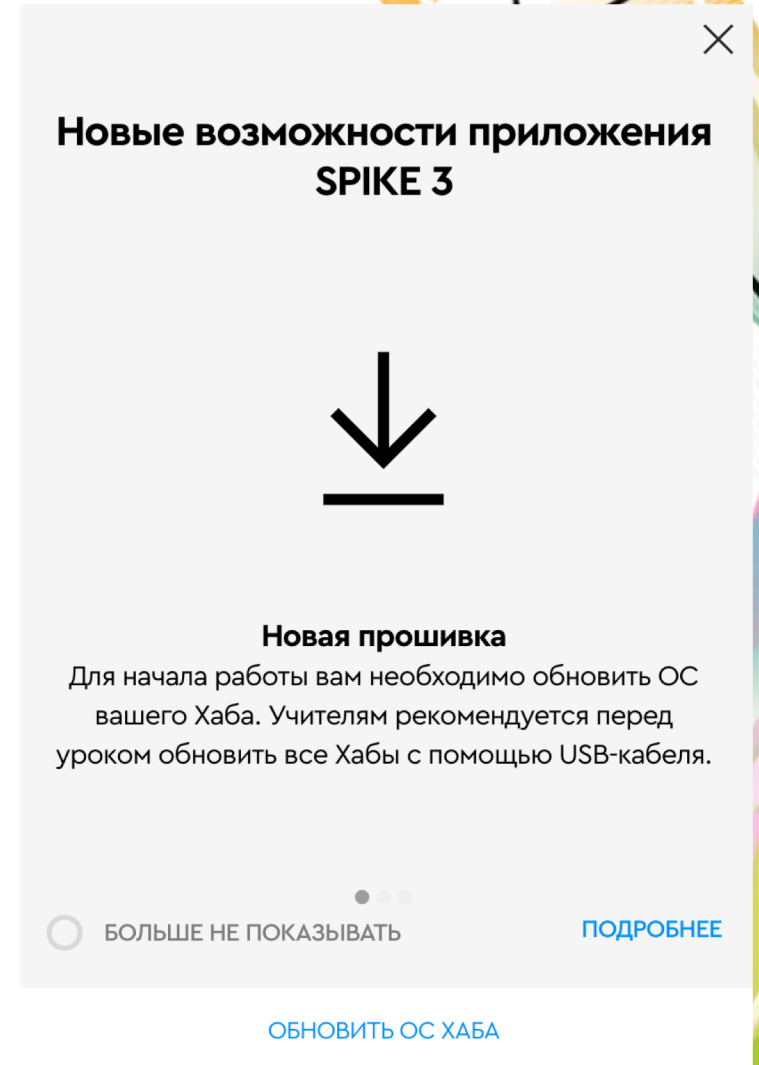 Новые возможности приложения
SPIKE 3
Новая прошивка
Для начала работы вам необходимо обновить ОС
вашего Хаба. Учителям рекомендуется перед
уроком обновить все Хабы с помощью USB-кабеля.
БОЛЬШЕ НЕ ПОКАЗЫВАТЬ
ПОДРОБНЕЕ
ОБНОВИТЬ ОС ХАБА